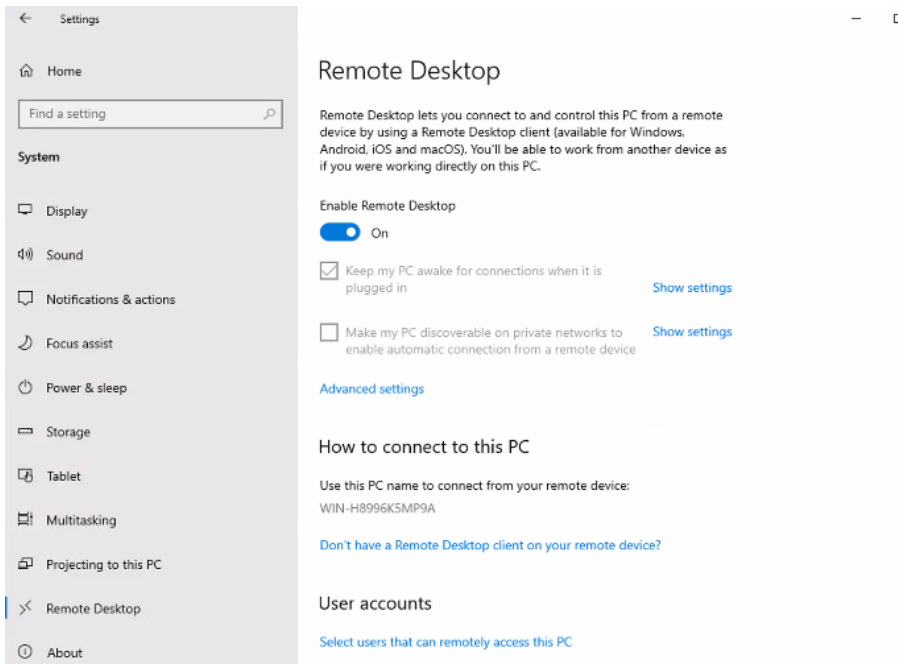 Settings
Home
Find a setting
System
Display
Sound
Notifications & actions
Focus assist
Power & sleep
Storage
Tablet
Multitasking
Projecting to this PC
Remote Desktop
About
Remote Desktop
Remote Desktop lets you connect to and control this PC from a remote
device by using a Remote Desktop client (available for Windows,
Android, iOS and macOS). You'll be able to work from another device as
if you were working directly on this PC.
Enable Remote Desktop
On
Keep my PC awake for connections when it is
plugged in
Show settings
Make my PC discoverable on private networks to
enable automatic connection from a remote device
Show settings
Advanced settings
How to connect to this PC
Use this PC name to connect from your remote device:
WIN-H8996K5MP9A
Don't have a Remote Desktop client on your remote device?
User accounts
Select users that can remotely access this PC